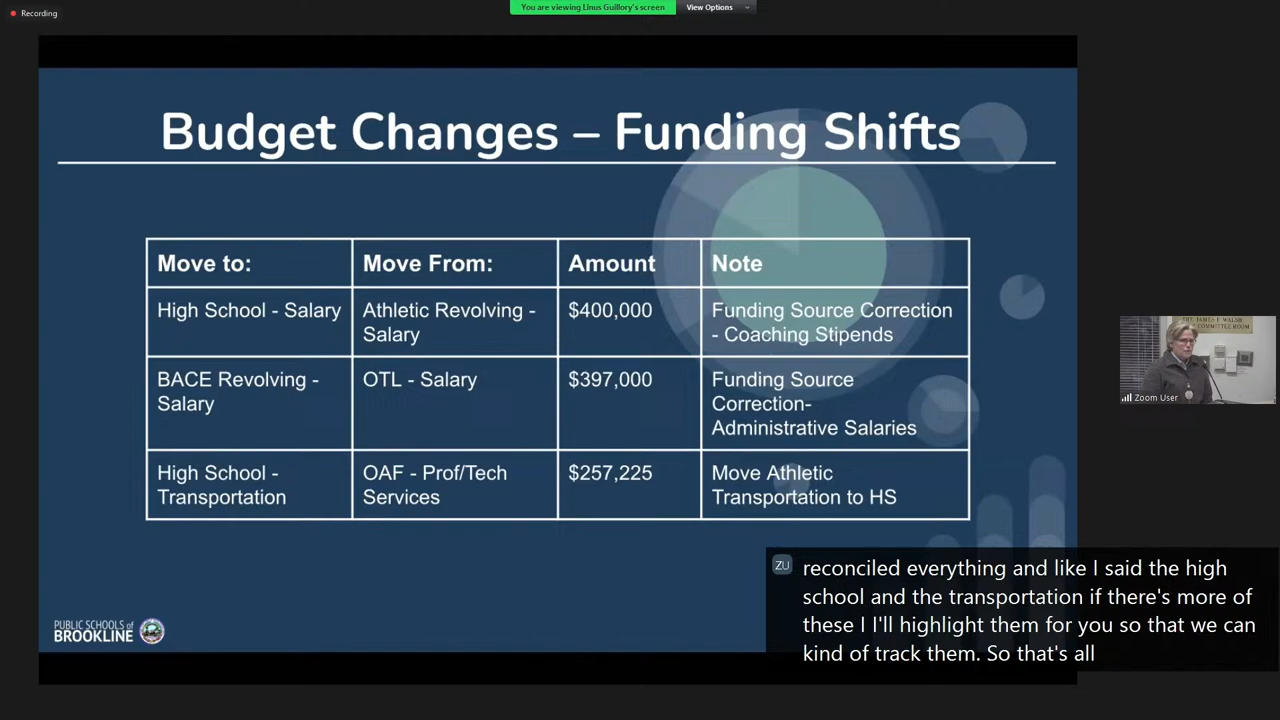 Recording
You are viewing Linus Guillory's screen
View Options
Budget Changes – Funding Shifts
Move to:
Move From:
Amount
Note
High School - Salary
Athletic Revolving -
Salary
$400,000
Funding Source Correction
- Coaching Stipends
BACE Revolving -
Salary
OTL - Salary
$397,000
Funding Source
Correction-
Administrative Salaries
High School -
Transportation
OAF - Prof/Tech
Services
$257,225
Move Athletic
Transportation to HS
PUBLIC SCHOOLS of
BROOKLINE
COMMITTEE ROOM
Zoom User
ZU
reconciled everything and like I said the high
school and the transportation if there's more of
these I I'll highlight them for you so that we can
kind of track them. So that's all